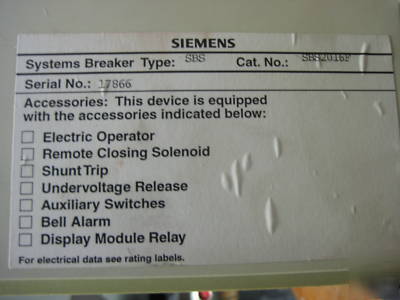 SIEMENS
Systems Breaker Type: SBS Cat. No.: SBS2016F
Serial No.: 17866
Accessories: This device is equipped
with the accessories indicated below:
Electric Operator
Remote Closing Solenoid
Shunt Trip
Undervoltage Release
Auxiliary Switches
Bell Alarm
Display Module Relay
For electrical data see rating labels.